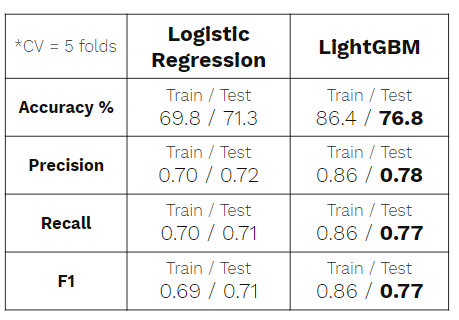 *CV = 5 folds
Logistic
Regression
LightGBM
Accuracy %
Train / Test
69.8 / 71.3
Train / Test
86.4 / 76.8
Precision
Train / Test
0.70 / 0.72
Train / Test
0.86 / 0.78
Recall
Train / Test
0.70 / 0.71
Train / Test
0.86 / 0.77
F1
Train / Test
0.69 / 0.71
Train / Test
0.86 / 0.77